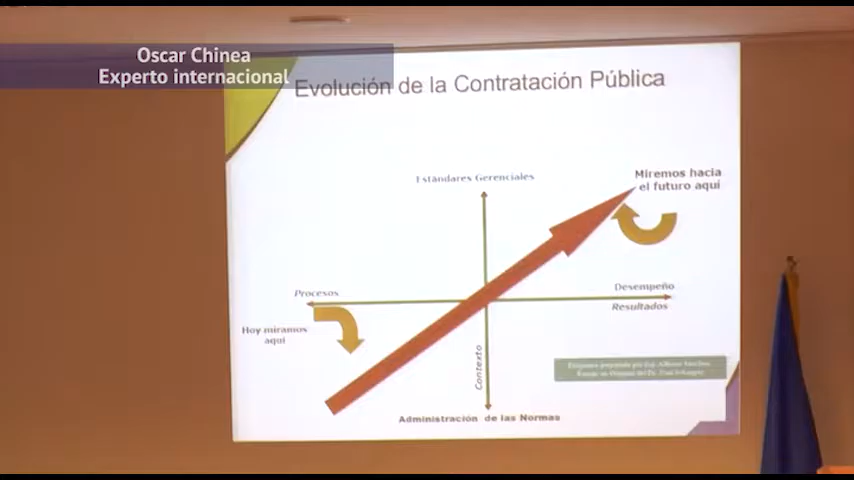 Oscar Chinea
Experto internacional
Evolución de la Contratación Pública
Estándares Gerenciales
Miremos hacia
el futuro aquí
Procesos
Desempeño
Resultados
Hoy miramos
aquí
Contexto
Administración de las Normas